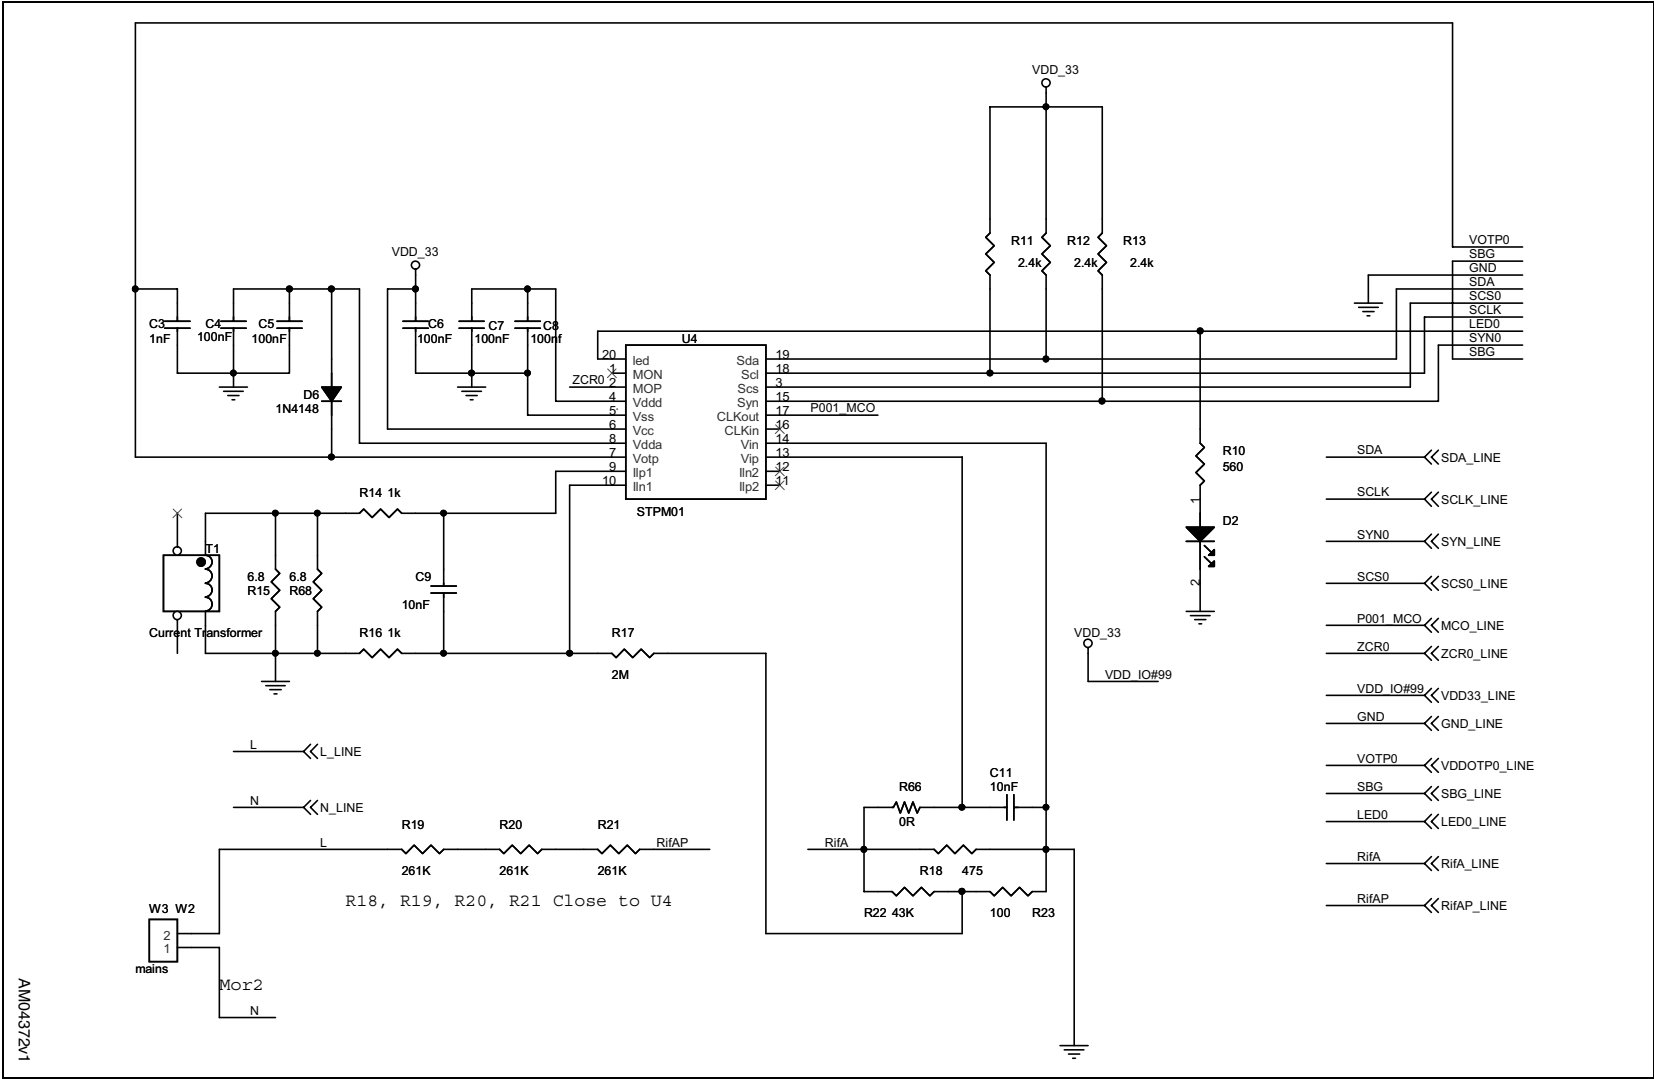 VDD_33
VOTP0
SBG
GND
SDA
SCS0
SCLK
LED0
SYN0
SBG
R11
2.4k
R12
2.4k
R13
2.4k
VDD_33
C3
1nF
C4
100nF
C5
100nF
C6
100nF
C7
100nF
C8
100nf
D6
1N4148
U4
20 led
1 MON
ZCR0 2 MOP
4 Vddd
5 Vss
6 Vcc
8 Vdda
7 Votp
9 IIp1
10 IIn1
Sda 19
Scl 18
Scs 3
Syn 15
CLKout 17 P001_MCO
CLKin 16
Vin 14
Vip 13
IIn2 12
IIp2 11
STPM01
R10
560
1
D2
2
R14 1k
T1
6.8
R15
6.8
R68
C9
10nF
Current Transformer
R16 1k
R17
2M
VDD_33
VDD_IO#99
SDA SDA_LINE
SCLK SCLK_LINE
SYN0 SYN_LINE
SCS0 SCS0_LINE
P001_MCO MCO_LINE
ZCR0 ZCR0_LINE
VDD_IO#99 VDD33_LINE
GND GND_LINE
VOTP0 VDDOTP0_LINE
SBG SBG_LINE
LED0 LED0_LINE
RifA RifA_LINE
RifAP RifAP_LINE
L L_LINE
N N_LINE
L
R19
261K
R20
261K
R21
261K
RifAP
R18, R19, R20, R21 Close to U4
RifA
R66
0R
C11
10nF
R18 475
R22 43K
100 R23
W3 W2
2
1
mains
Mor2
N
AM04372v1